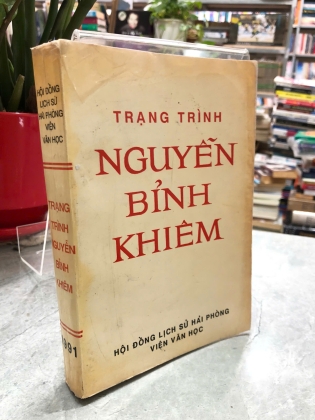 HỘI ĐỒNG
LỊCH SỬ
HẢI PHÒNG
VIỆN
VĂN HỌC
TRẠNG
TRÌNH
NGUYỄN
BỈNH
KHIÊM
1991
TRẠNG TRÌNH
NGUYỄN
BỈNH
KHIÊM
HỘI ĐỒNG LỊCH SỬ HẢI PHÒNG
VIỆN VĂN HỌC